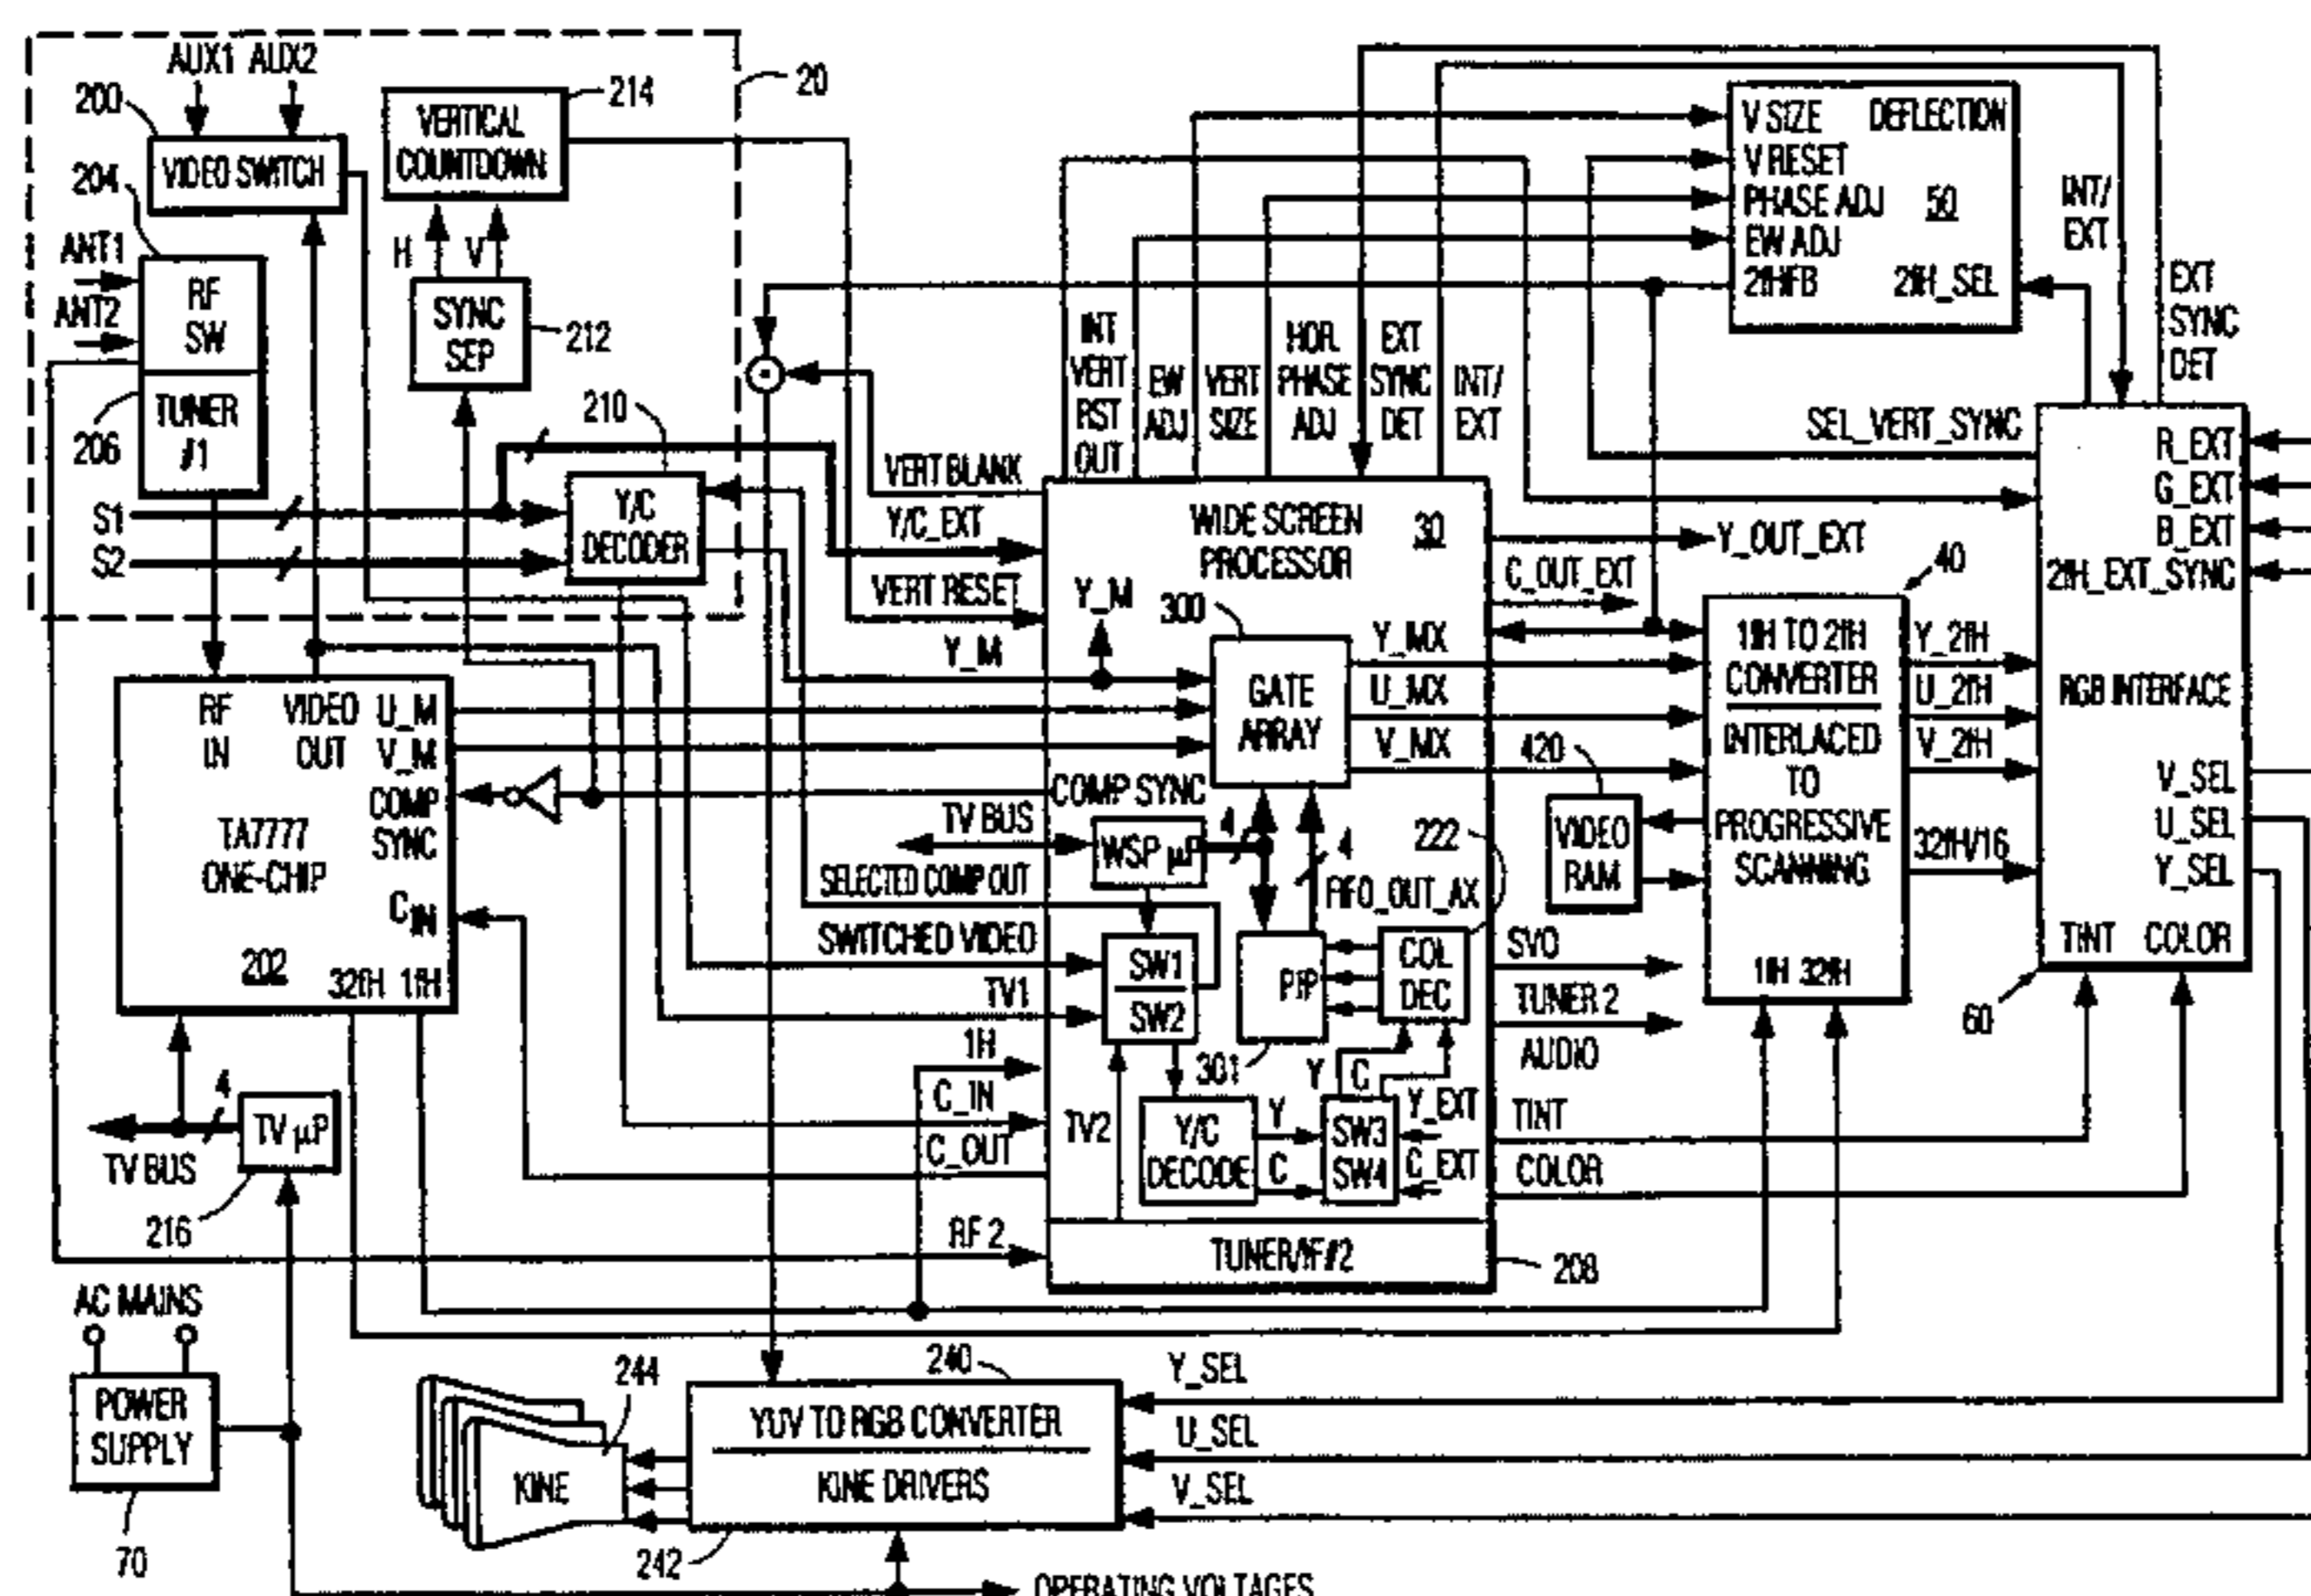 AUX1 AUX2
200
VIDEO SWITCH
204
ANT1
ANT2
RF
SW
206
TUNER
#1
214
VERTICAL
COUNTDOWN
20
H V
SYNC
SEP
212
210
S1
S2
Y/C
DECODER
RF
IN
VIDEO
OUT
U_M
V_M
COMP
SYNC
TA7777
ONE-CHIP
C IN
202
32fH 1fH
4
TV µP
TV BUS
216
AC MAINS
POWER
SUPPLY
70
INT
VERT
RST
OUT
EW
ADJ
VERT
SIZE
HOR.
PHASE
ADJ
EXT
SYNC
DET
INT/
EXT
VERT BLANK
Y/C_EXT
VERT RESET
Y_M
COMP SYNC
TV BUS
SELECTED COMP OUT
SWITCHED VIDEO
TV1
1H
C_IN
C_OUT
RF 2
WIDE SCREEN
PROCESSOR
30
Y_M
300
GATE
ARRAY
WSP µP
4
4
222
FIFO_OUT_AX
SW1
SW2
PIP
COL
DEC
301
Y C
TV2
Y/C
DECODE
Y
C
SW3
SW4
Y_EXT
C_EXT
TUNER/IF#2
208
V SIZE
V RESET
PHASE ADJ
EW ADJ
2fHFB
DEFLECTION
50
2fH_SEL
INT/
EXT
EXT
SYNC
DET
SEL_VERT_SYNC
Y_OUT_EXT
C_OUT_EXT
40
Y_MX
U_MX
V_MX
420
VIDEO
RAM
1fH TO 2fH
CONVERTER
INTERLACED
TO
PROGRESSIVE
SCANNING
1fH 32fH
Y_2fH
U_2fH
V_2fH
32fH/16
R_EXT
G_EXT
B_EXT
2fH_EXT_SYNC
RGB INTERFACE
V_SEL
U_SEL
Y_SEL
TINT COLOR
60
SVO
TUNER 2
AUDIO
TINT
COLOR
244
KINE
240
YUV TO RGB CONVERTER
KINE DRIVERS
242
Y_SEL
U_SEL
V_SEL
OPERATING VOLTAGES